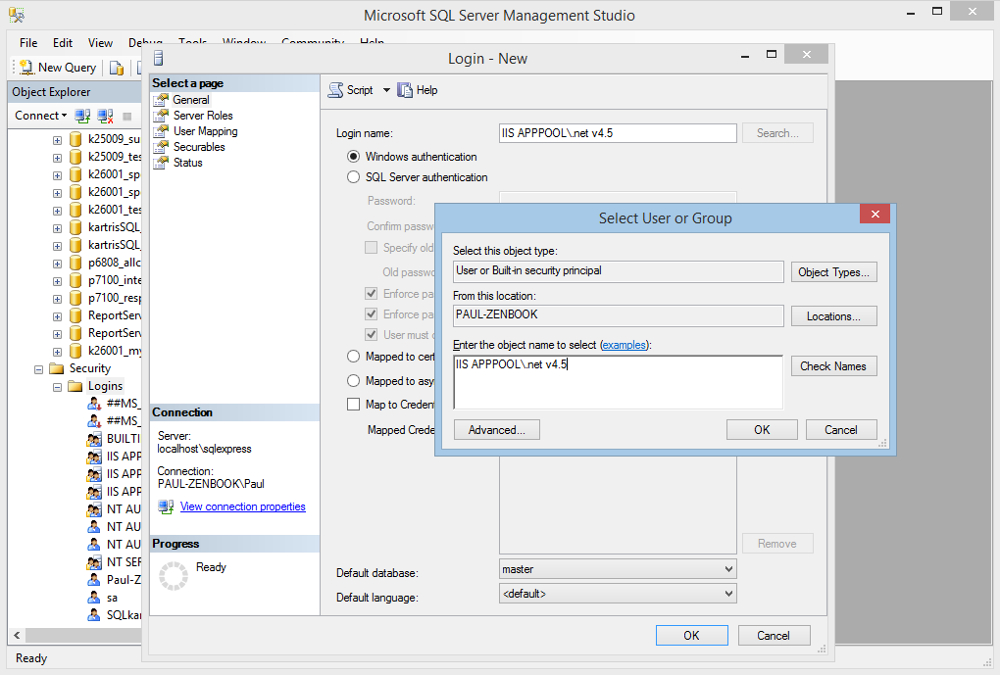 Microsoft SQL Server Management Studio
File Edit View Debug Tools Window Community Help
New Query
Object Explorer
Connect
k25009_su
k25009_tes
k26001_sp
k26001_sp
k26001_tes
kartrisSQL_
kartrisSQL_
p6808_allc
p7100_inte
p7100_resp
ReportServ
ReportServ
k26001_my
Security
Logins
##MS_
##MS_
BUILTI
IIS APP
IIS APP
IIS APP
NT AU
NT AU
NT AU
NT SER
Paul-Z
sa
SQLkar
Ready
Login - New
Select a page
General
Server Roles
User Mapping
Securables
Status
Connection
Server:
localhost\sqlexpress
Connection:
PAUL-ZENBOOK\Paul
View connection properties
Progress
Ready
Script Help
Login name: IIS APPPOOL\.net v4.5 Search...
Windows authentication
SQL Server authentication
Password:
Confirm passw
Specify old
Old passwo
Enforce pa
Enforce pa
User must c
Mapped to cert
Mapped to asy
Map to Credent
Mapped Crede
Remove
Default database: master
Default language: <default>
OK Cancel
Select User or Group
Select this object type:
User or Built-in security principal Object Types...
From this location:
PAUL-ZENBOOK Locations...
Enter the object name to select (examples):
IIS APPPOOL\.net v4.5 Check Names
Advanced... OK Cancel